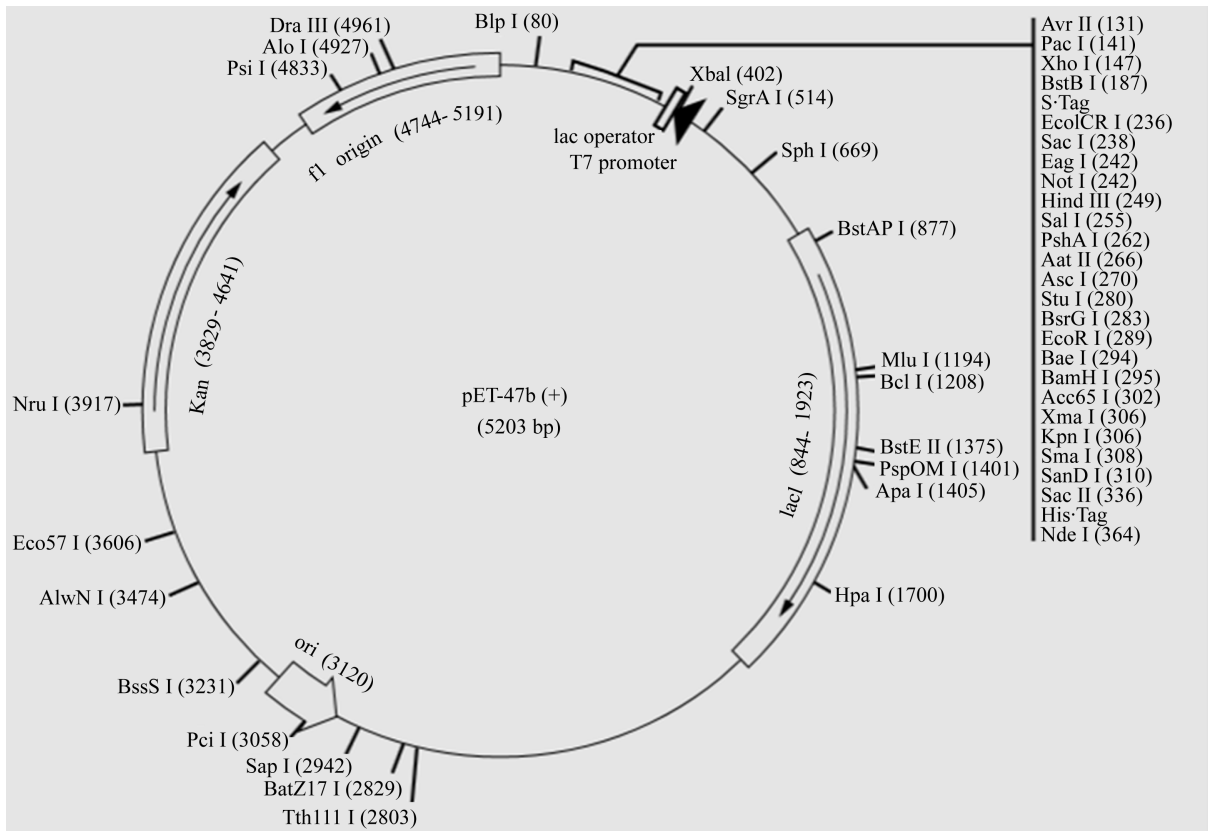 Blp I (80)
Dra III (4961)
Alo I (4927)
Psi I (4833)
f1 origin (4744- 5191)
XbaI (402)
SgrA I (514)
lac operator
T7 promoter
Sph I (669)
BstAP I (877)
Mlu I (1194)
Bcl I (1208)
lacI (844- 1923)
BstE II (1375)
PspOM I (1401)
Apa I (1405)
Hpa I (1700)
pET-47b (+)
(5203 bp)
Kan (3829- 4641)
Nru I (3917)
Eco57 I (3606)
AlwN I (3474)
BssS I (3231)
ori (3120)
Pci I (3058)
Sap I (2942)
BatZ17 I (2829)
Tth111 I (2803)
Avr II (131)
Pac I (141)
Xho I (147)
BstB I (187)
S·Tag
EcolCR I (236)
Sac I (238)
Eag I (242)
Not I (242)
Hind III (249)
Sal I (255)
PshA I (262)
Aat II (266)
Asc I (270)
Stu I (280)
BsrG I (283)
EcoR I (289)
Bae I (294)
BamH I (295)
Acc65 I (302)
Xma I (306)
Kpn I (306)
Sma I (308)
SanD I (310)
Sac II (336)
His·Tag
Nde I (364)